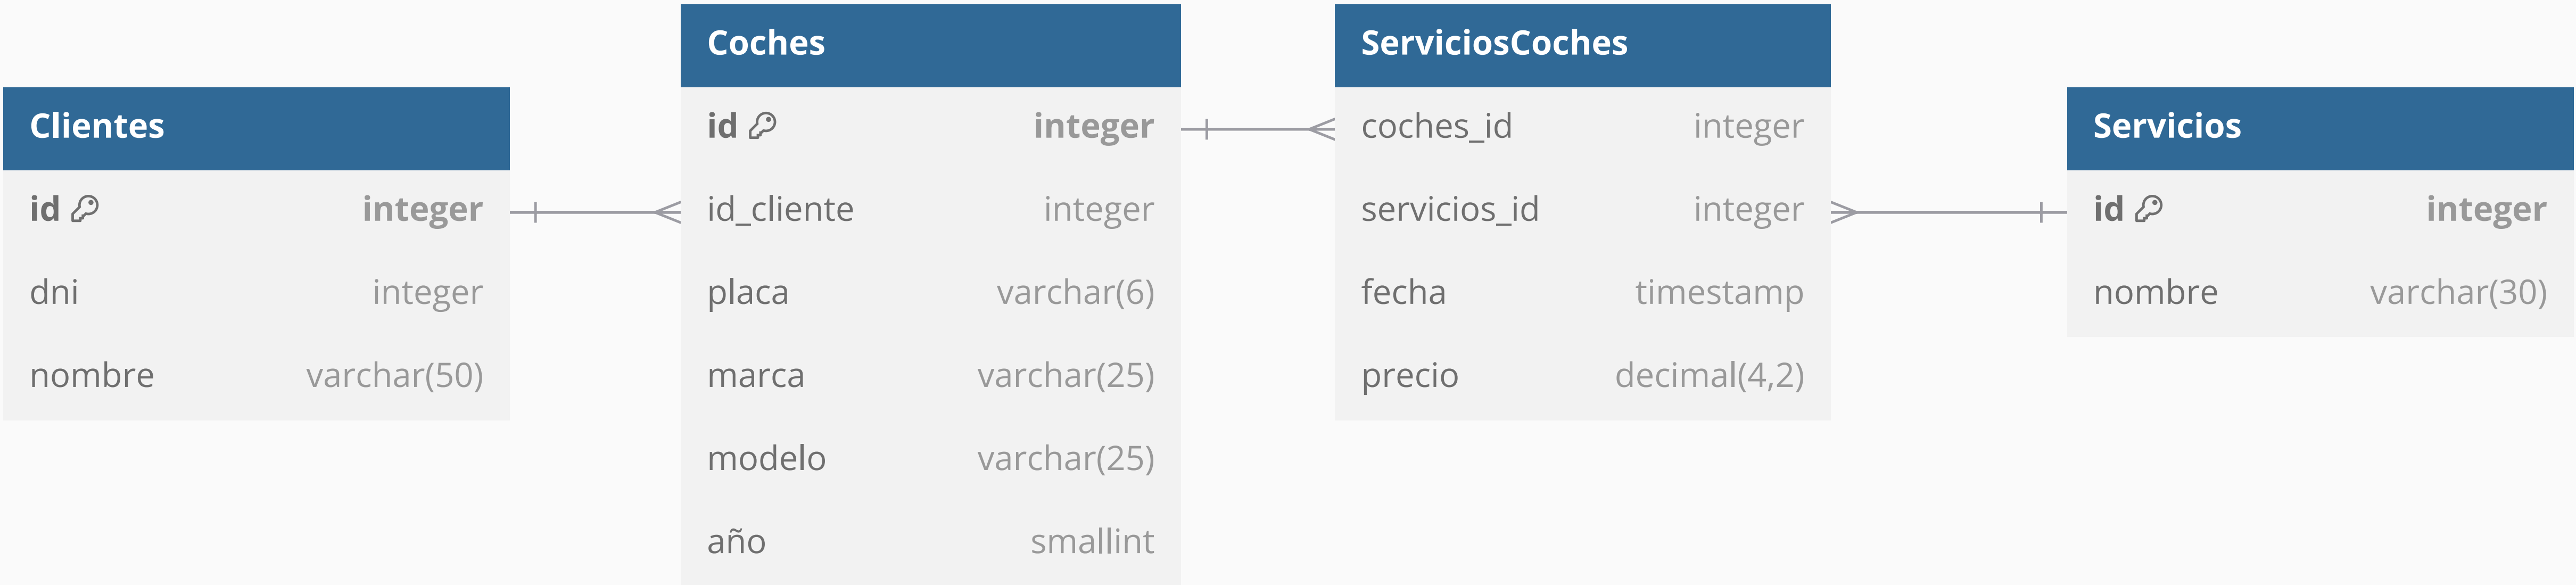 Clientes
id integer
dni integer
nombre varchar(50)
Coches
id integer
id_cliente integer
placa varchar(6)
marca varchar(25)
modelo varchar(25)
año smallint
ServiciosCoches
coches_id integer
servicios_id integer
fecha timestamp
precio decimal(4,2)
Servicios
id integer
nombre varchar(30)